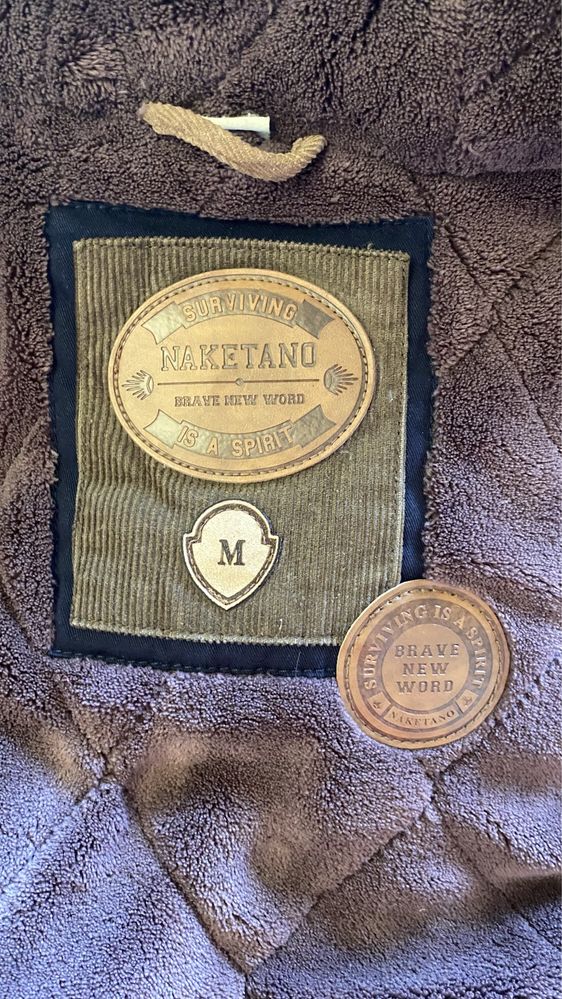 SURVIVING
NAKETANO
BRAVE NEW WORD
IS A SPIRIT
M
SURVIVING IS A SPIRIT
BRAVE
NEW
WORD
NAKETANO